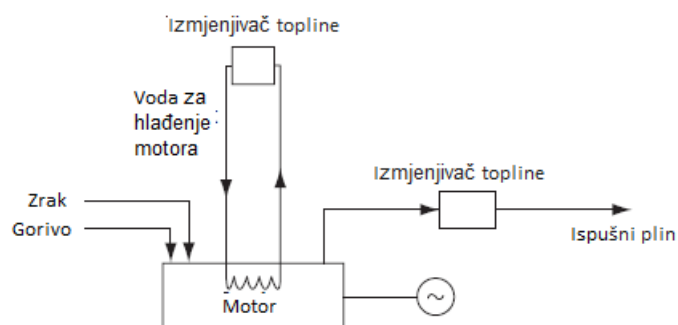 Izmjenjivač topline
Voda za
hlađenje :
motora
Izmjenjivač topline
Zrak
Gorivo
Ispušni plin
Motor
~